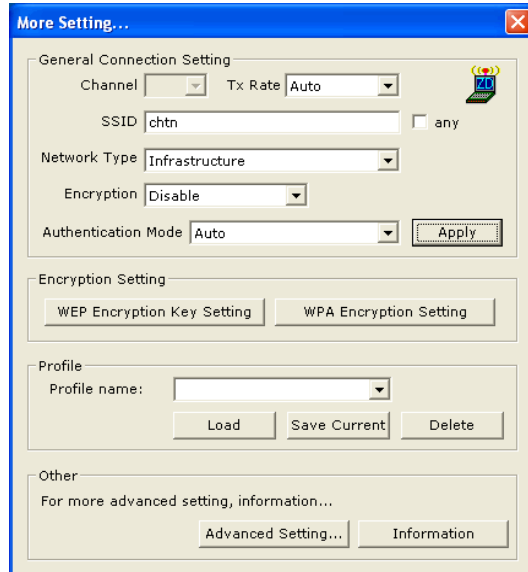 More Setting...
General Connection Setting
Channel Tx Rate Auto
SSID chtn any
Network Type Infrastructure
Encryption Disable
Authentication Mode Auto Apply
Encryption Setting
WEP Encryption Key Setting WPA Encryption Setting
Profile
Profile name:
Load Save Current Delete
Other
For more advanced setting, information...
Advanced Setting... Information
ZD